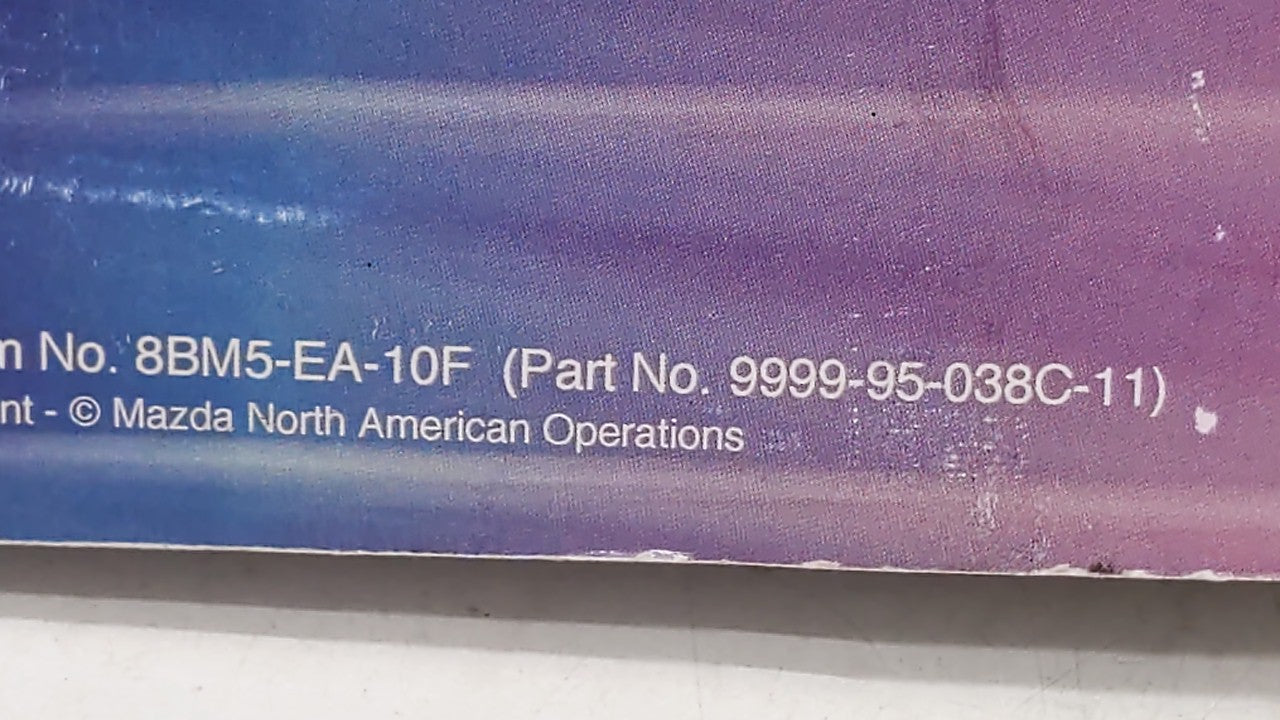 m No. 8BM5-EA-10F (Part No. 9999-95-038C-11)
nt - © Mazda North American Operations